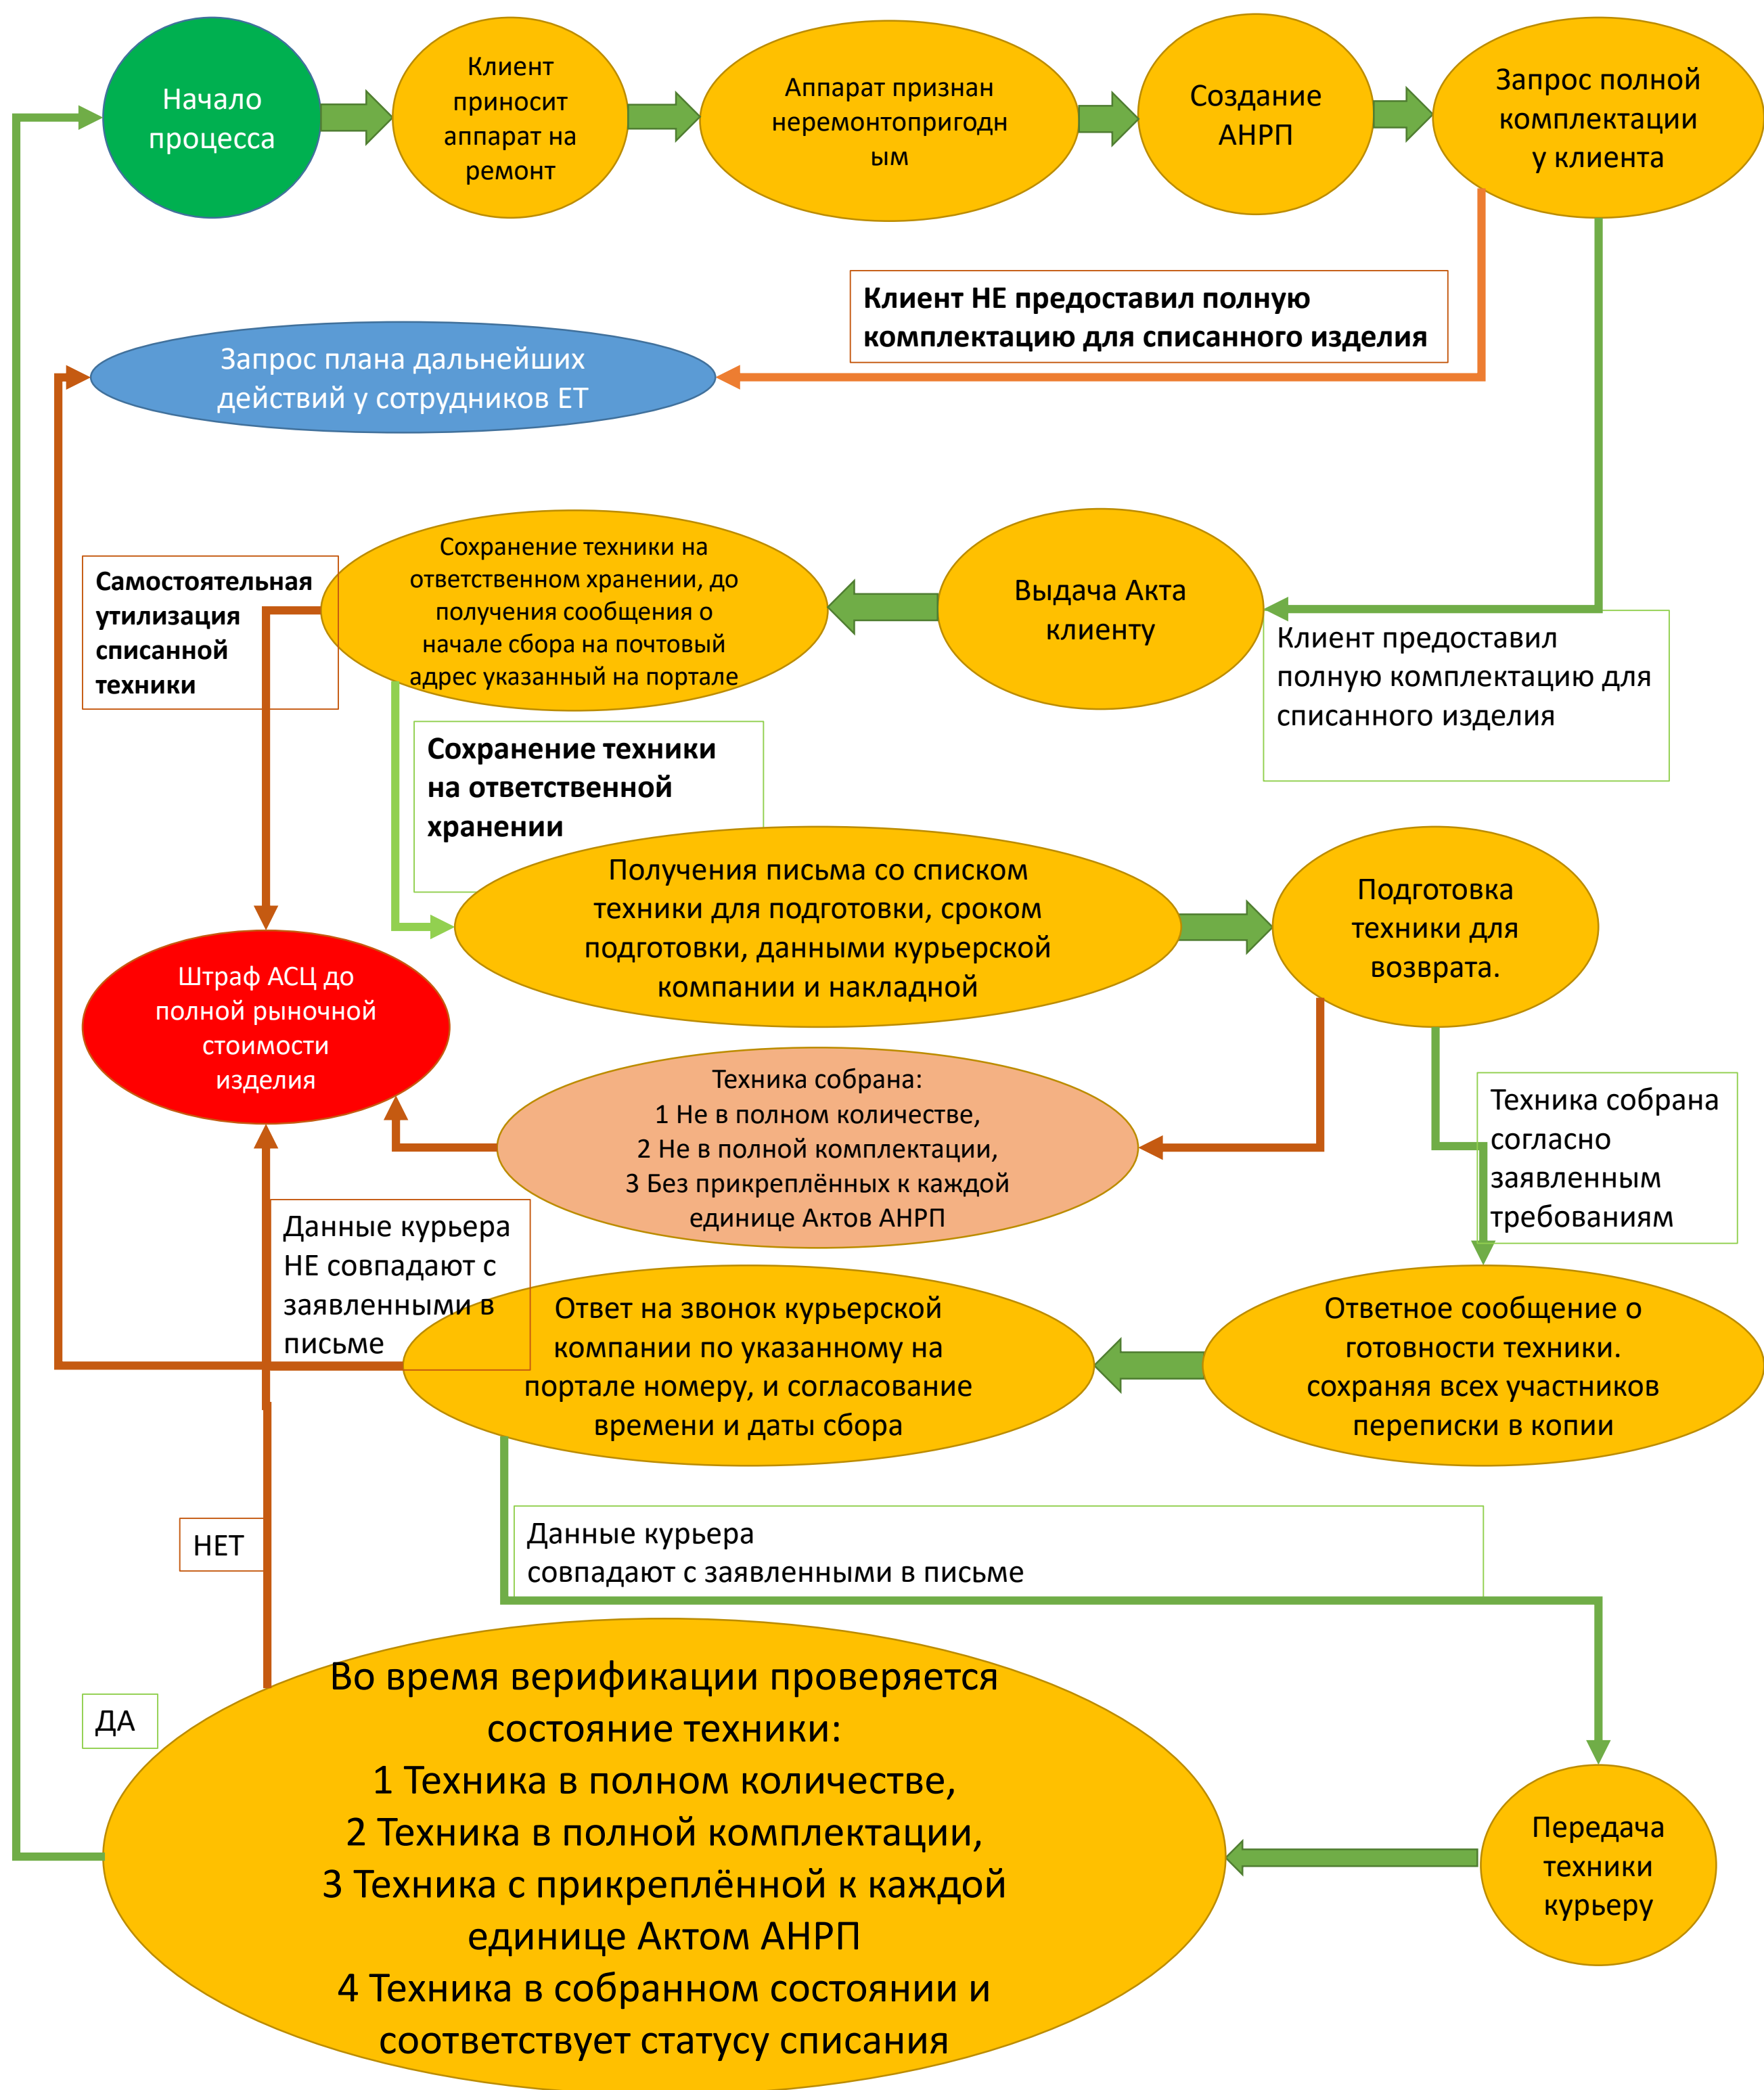 Начало
процесса
Клиент
приносит
аппарат на
ремонт
Аппарат признан
неремонтопригодн
ым
Создание
АНРП
Запрос полной
комплектации
у клиента
Клиент НЕ предоставил полную
комплектацию для списанного изделия
Запрос плана дальнейших
действий у сотрудников ЕТ
Самостоятельная
утилизация
списанной
техники
Сохранение техники на
ответственном хранении, до
получения сообщения о
начале сбора на почтовый
адрес указанный на портале
Выдача Акта
клиенту
Клиент предоставил
полную комплектацию для
списанного изделия
Сохранение техники
на ответственной
хранении
Получения письма со списком
техники для подготовки, сроком
подготовки, данными курьерской
компании и накладной
Подготовка
техники для
возврата.
Штраф АСЦ до
полной рыночной
стоимости
изделия
Техника собрана:
1 Не в полном количестве,
2 Не в полной комплектации,
3 Без прикреплённых к каждой
единице Актов АНРП
Техника собрана
согласно
заявленным
требованиям
Данные курьера
НЕ совпадают с
заявленными в
письме
Ответ на звонок курьерской
компании по указанному на
портале номеру, и согласование
времени и даты сбора
Ответное сообщение о
готовности техники.
сохраняя всех участников
переписки в копии
НЕТ
Данные курьера
совпадают с заявленными в письме
ДА
Во время верификации проверяется
состояние техники:
1 Техника в полном количестве,
2 Техника в полной комплектации,
3 Техника с прикреплённой к каждой
единице Актом АНРП
4 Техника в собранном состоянии и
соответствует статусу списания
Передача
техники
курьеру